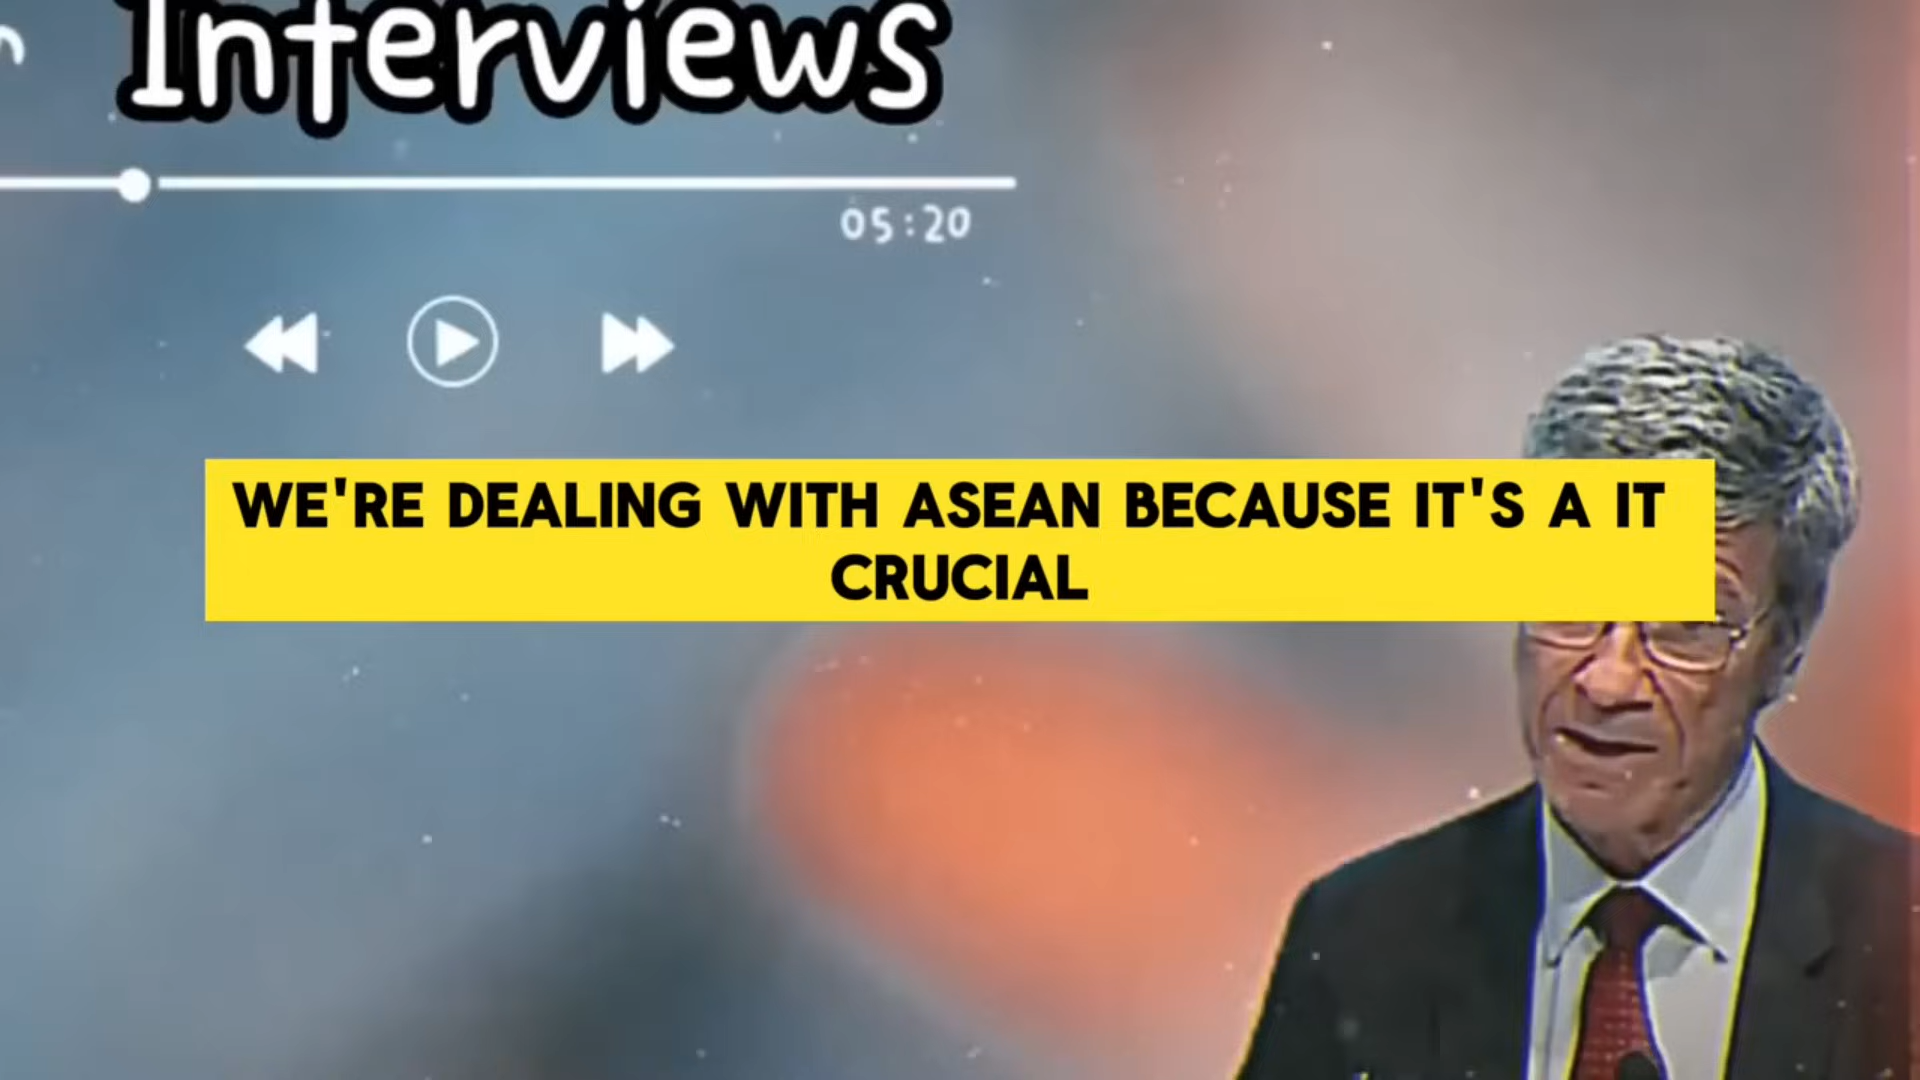 Interviews
05:20
WE'RE DEALING WITH ASEAN BECAUSE IT'S A IT
CRUCIAL